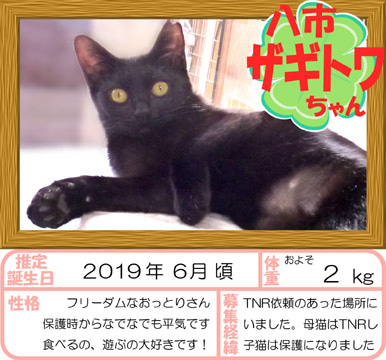 八市
ザギトワ
ちゃん
推定
誕生日
2019年 6月 頃
体重
およそ
2 kg
性格
フリーダムなおっとりさん
保護時からなでなでも平気です
食べるの、遊ぶの大好きです！
募集経緯
TNR依頼のあった場所に
いました。母猫はTNRし
子猫は保護になりました